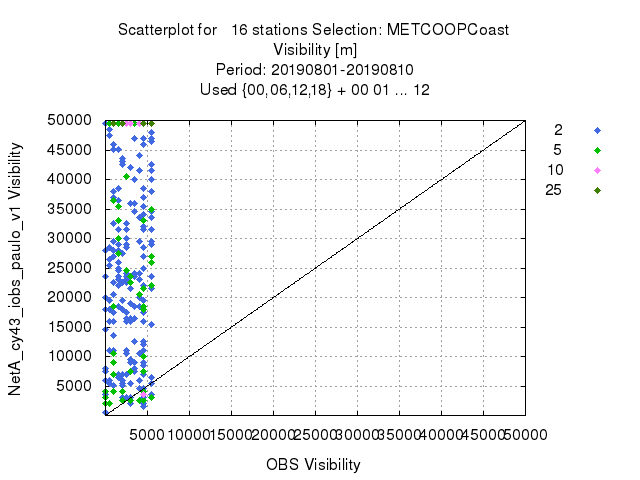 Scatterplot for 16 stations Selection: METCOOPCoast
Visibility [m]
Period: 20190801-20190810
Used {00,06,12,18} + 00 01 ... 12
NetA_cy43_iobs_paulo_v1 Visibility
50000
45000
40000
35000
30000
25000
20000
15000
10000
5000
2
5
10
25
5000 10000 15000 20000 25000 30000 35000 40000 45000 50000
OBS Visibility